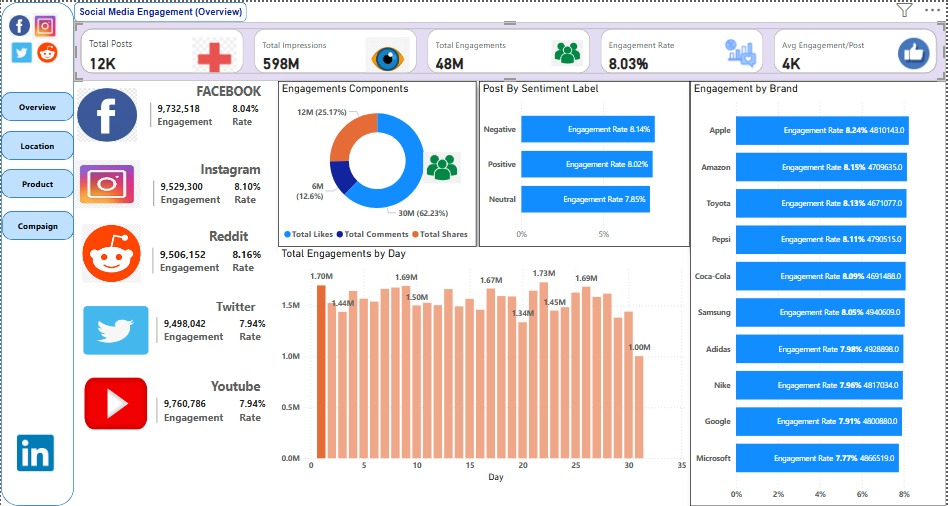 Social Media Engagement (Overview)
Total Posts
12K
Total Impressions
598M
Total Engagements
48M
Engagement Rate
8.03%
Avg Engagement/Post
4K
Overview
Location
Product
Compaign
FACEBOOK
9,732,518 8.04%
Engagement Rate
Instagram
9,529,300 8.10%
Engagement Rate
Reddit
9,506,152 8.16%
Engagement Rate
Twitter
9,498,042 7.94%
Engagement Rate
Youtube
9,760,786 7.94%
Engagement Rate
in
Engagements Components
12M (25.17%)
6M
(12.6%)
30M (62.23%)
Total Likes Total Comments Total Shares
Post By Sentiment Label
Negative Engagement Rate 8.14%
Positive Engagement Rate 8.02%
Neutral Engagement Rate 7.85%
0% 5%
Total Engagements by Day
1.70M 1.44M 1.69M 1.50M 1.67M 1.34M 1.73M 1.45M 1.69M 1.00M
1.5M
1.0M
0.5M
0.0M
0 5 10 15 20 25 30 35
Day
Engagement by Brand
Apple Engagement Rate 8.24% 4810143.0
Amazon Engagement Rate 8.15% 4709635.0
Toyota Engagement Rate 8.13% 4671077.0
Pepsi Engagement Rate 8.11% 4790515.0
Coca-Cola Engagement Rate 8.09% 4691488.0
Samsung Engagement Rate 8.05% 4940609.0
Adidas Engagement Rate 7.98% 4928898.0
Nike Engagement Rate 7.96% 4817034.0
Google Engagement Rate 7.91% 4800880.0
Microsoft Engagement Rate 7.77% 4866519.0
0% 2% 4% 6% 8%